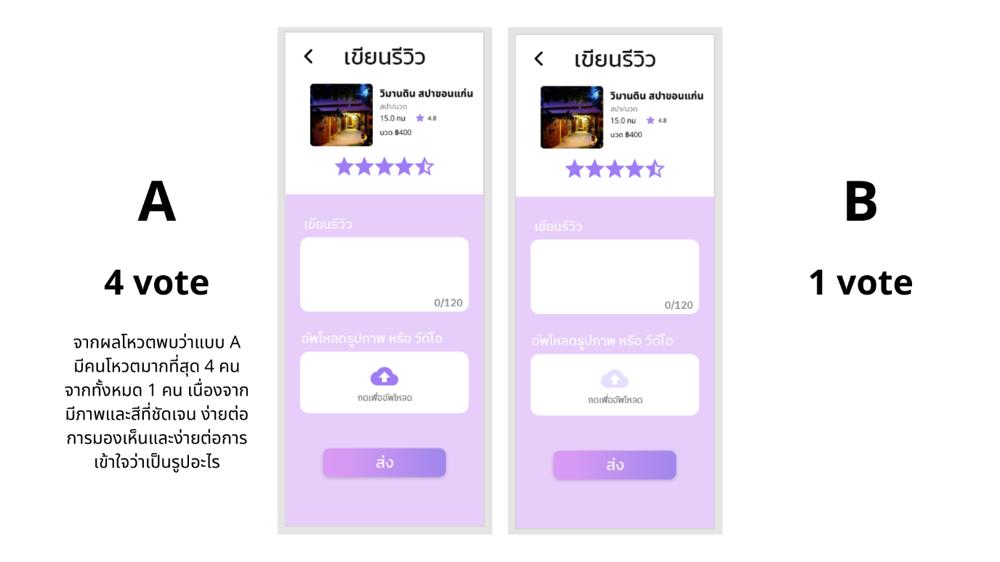 A
4 vote
จากผลโหวตพบว่าแบบ A
มีคนโหวตมากที่สุด 4 คน
จากทั้งหมด 1 คน เนื่องจาก
มีภาพและสีที่ชัดเจน ง่ายต่อ
การมองเห็นและง่ายต่อการ
เข้าใจว่าเป็นรูปอะไร
เขียนรีวิว
วิมานดิน สปาขอนแก่น
สปา/นวด
15.0 กม 4.8
นวด ฿400
เขียนรีวิว
0/120
อัพโหลดรูปภาพ หรือ วีดีโอ
กดเพื่ออัพโหลด
ส่ง
เขียนรีวิว
วิมานดิน สปาขอนแก่น
สปา/นวด
15.0 กม 4.8
นวด ฿400
เขียนรีวิว
0/120
อัพโหลดรูปภาพ หรือ วีดีโอ
กดเพื่ออัพโหลด
ส่ง
B
1 vote